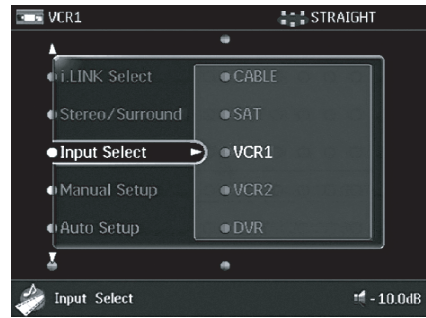 VCR1 STRAIGHT
i.LINK Select CABLE
Stereo/Surround SAT
Input Select VCR1
Manual Setup VCR2
Auto Setup DVR
Input Select -10.0dB